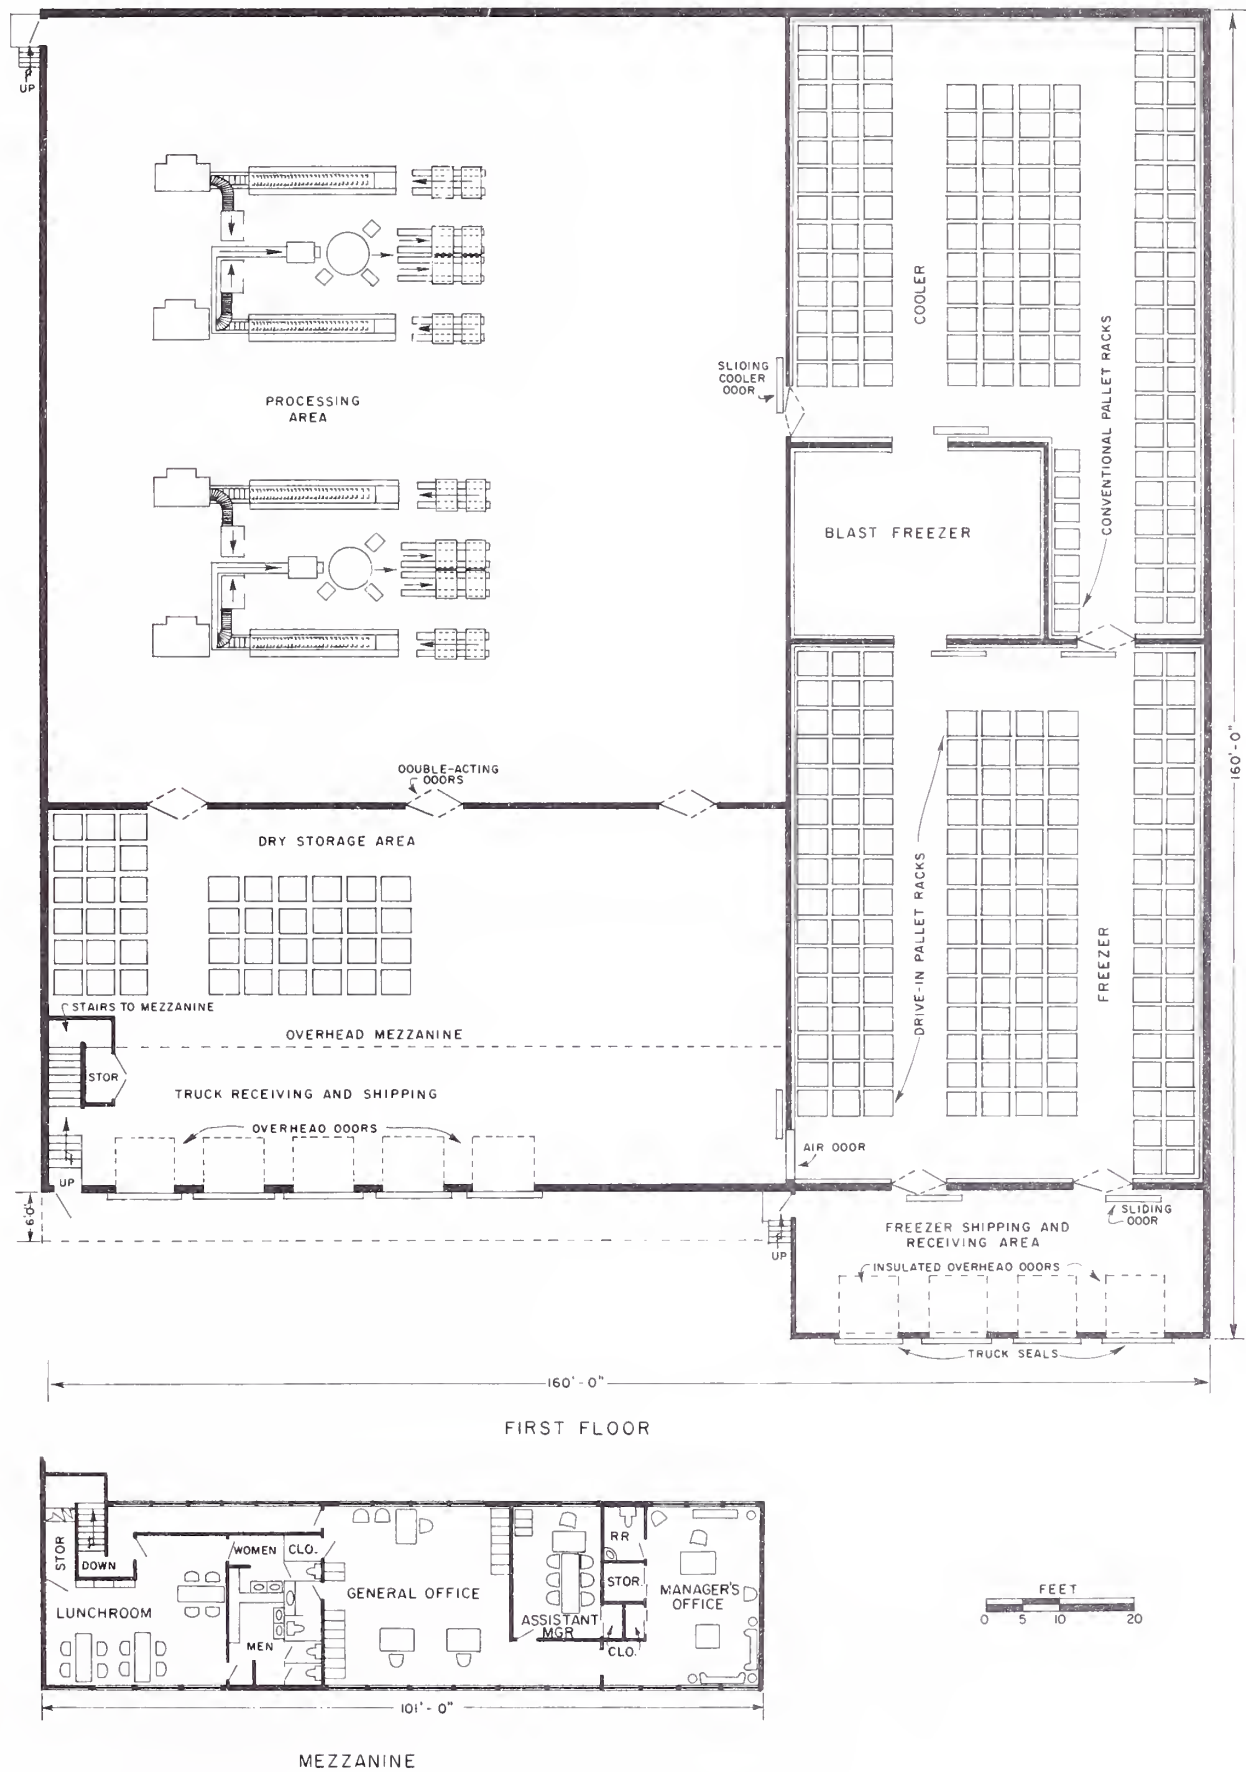 UP
SLIDING
COOLER
DOOR
PROCESSING
AREA
COOLER
CONVENTIONAL PALLET RACKS
BLAST FREEZER
160'-0"
DOUBLE-ACTING
DOORS
DRY STORAGE AREA
DRIVE-IN PALLET RACKS
FREEZER
STAIRS TO MEZZANINE
OVERHEAD MEZZANINE
STOR
TRUCK RECEIVING AND SHIPPING
OVERHEAD DOORS
AIR DOOR
UP
6'0"
SLIDING
DOOR
FREEZER SHIPPING AND
RECEIVING AREA
UP
INSULATED OVERHEAD DOORS
TRUCK SEALS
160'-0"
FIRST FLOOR
STOR
DOWN
WOMEN
CLO.
RR
LUNCHROOM
GENERAL OFFICE
STOR.
MANAGER'S
OFFICE
ASSISTANT
MGR
MEN
CLO.
FEET
0 5 10 20
101'-0"
MEZZANINE